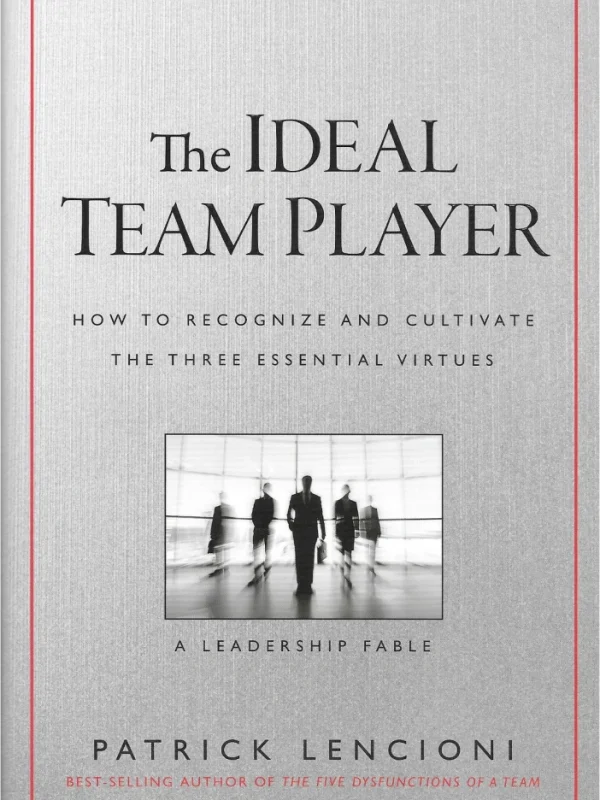 The IDEAL
TEAM PLAYER
HOW TO RECOGNIZE AND CULTIVATE
THE THREE ESSENTIAL VIRTUES
A LEADERSHIP FABLE
PATRICK LENCIONI
BEST-SELLING AUTHOR OF THE FIVE DYSFUNCTIONS OF A TEAM